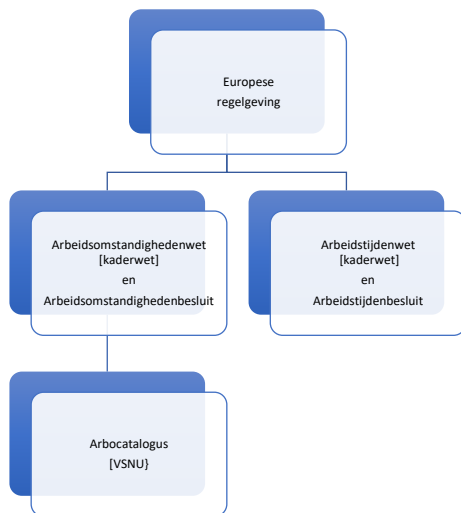 Europese
regelgeving
Arbeidsomstandighedenwet
[kaderwet]
en
Arbeidsomstandighedenbesluit
Arbeidstijdenwet
[kaderwet]
en
Arbeidstijdenbesluit
Arbocatalogus
[VSNU}